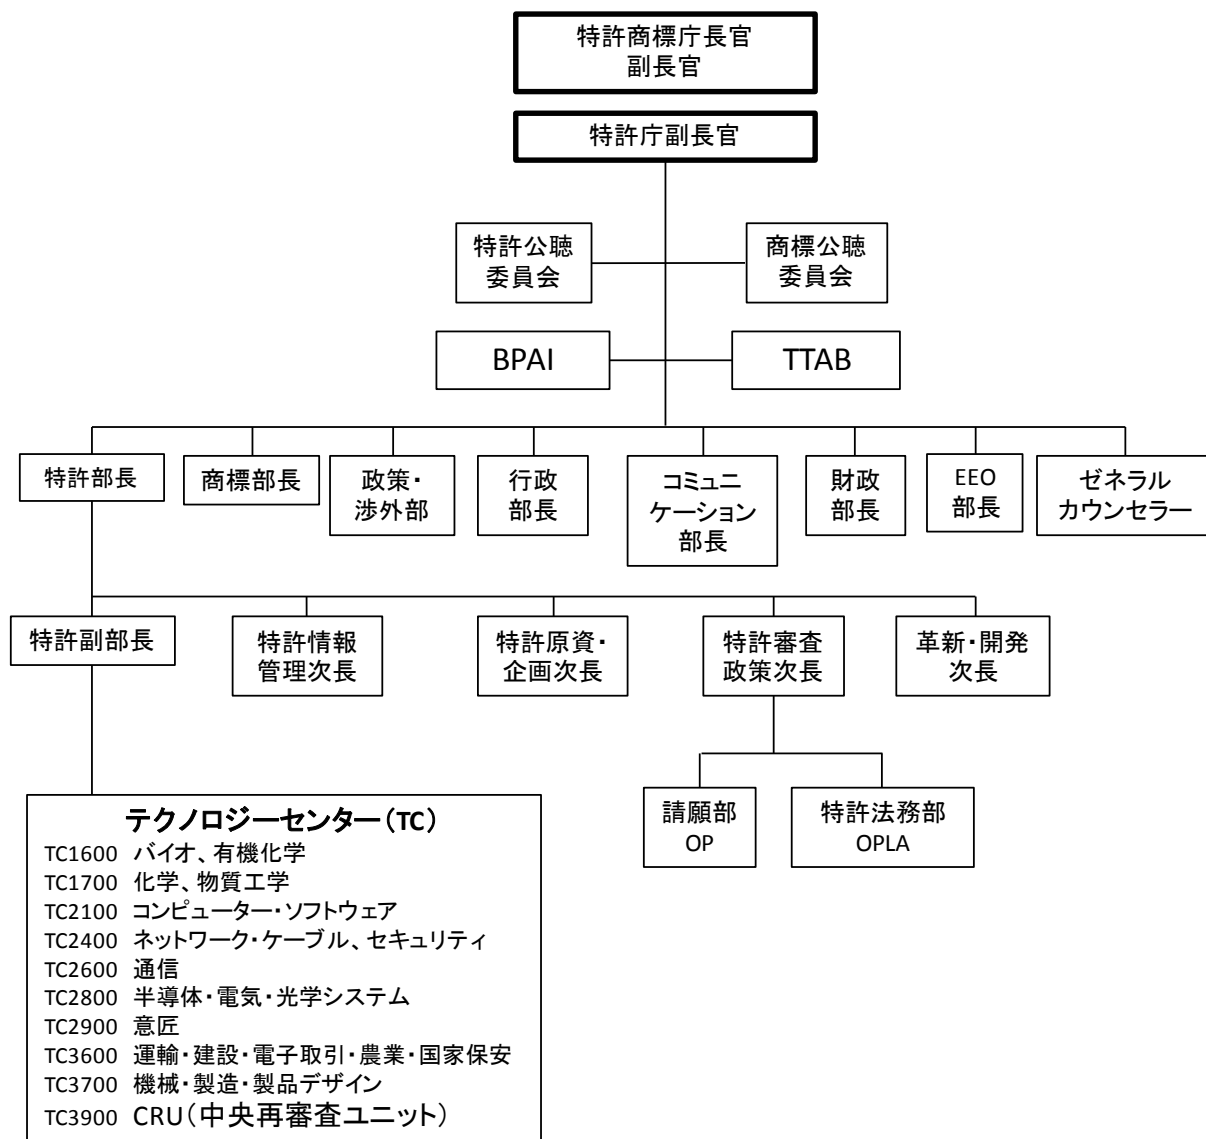 特許商標庁長官
副長官
特許庁副長官
特許公聴
委員会
商標公聴
委員会
BPAI
TTAB
特許部長
商標部長
政策・
渉外部
行政
部長
コミュニ
ケーション
部長
財政
部長
EEO
部長
ゼネラル
カウンセラー
特許副部長
特許情報
管理次長
特許原資・
企画次長
特許審査
政策次長
革新・開発
次長
請願部
OP
特許法務部
OPLA
テクノロジーセンター（TC）
TC1600 バイオ、有機化学
TC1700 化学、物質工学
TC2100 コンピューター・ソフトウェア
TC2400 ネットワーク・ケーブル、セキュリティ
TC2600 通信
TC2800 半導体・電気・光学システム
TC2900 意匠
TC3600 運輸・建設・電子取引・農業・国家保安
TC3700 機械・製造・製品デザイン
TC3900 CRU（中央再審査ユニット）